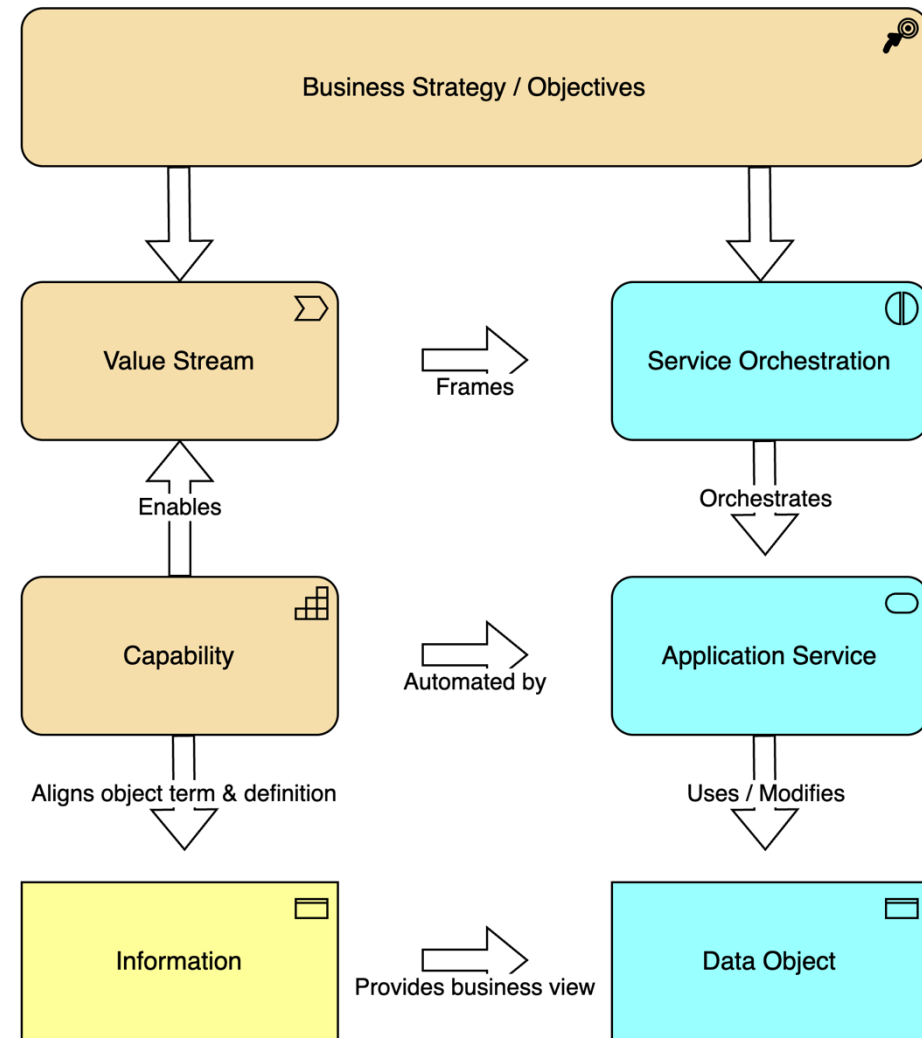 Business Strategy / Objectives
Value Stream
Frames
Service Orchestration
Enables
Orchestrates
Capability
Automated by
Application Service
Aligns object term & definition
Uses / Modifies
Information
Provides business view
Data Object